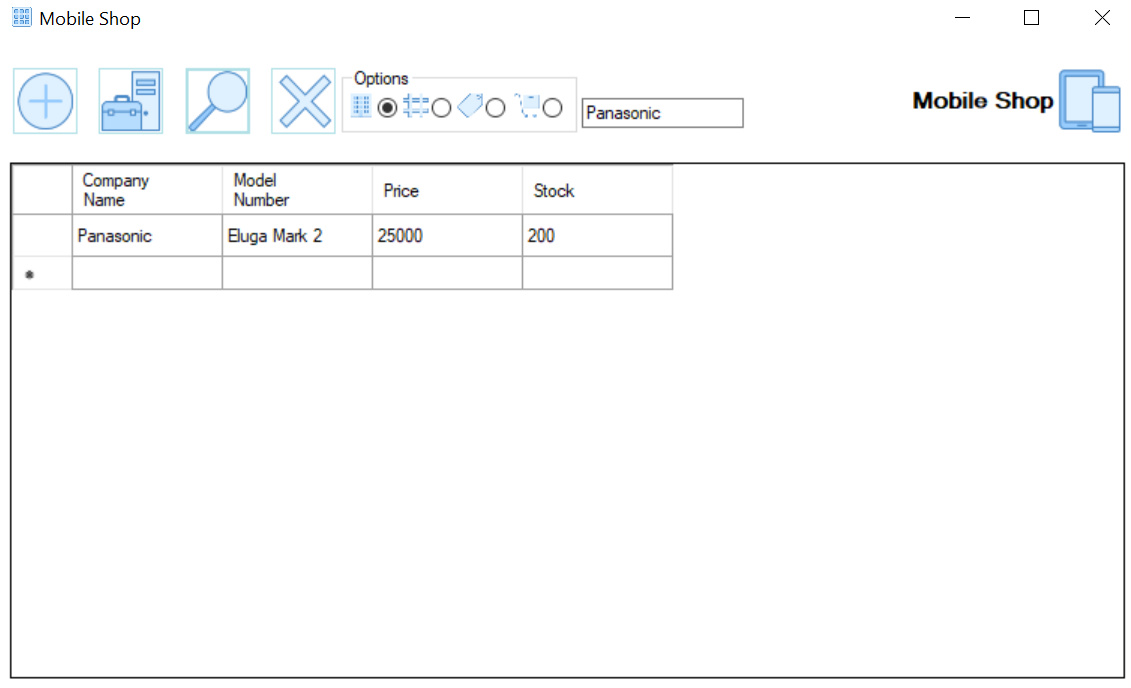 Mobile Shop
Options
Panasonic
Mobile Shop
Company Name
Model Number
Price
Stock
Panasonic
Eluga Mark 2
25000
200
*